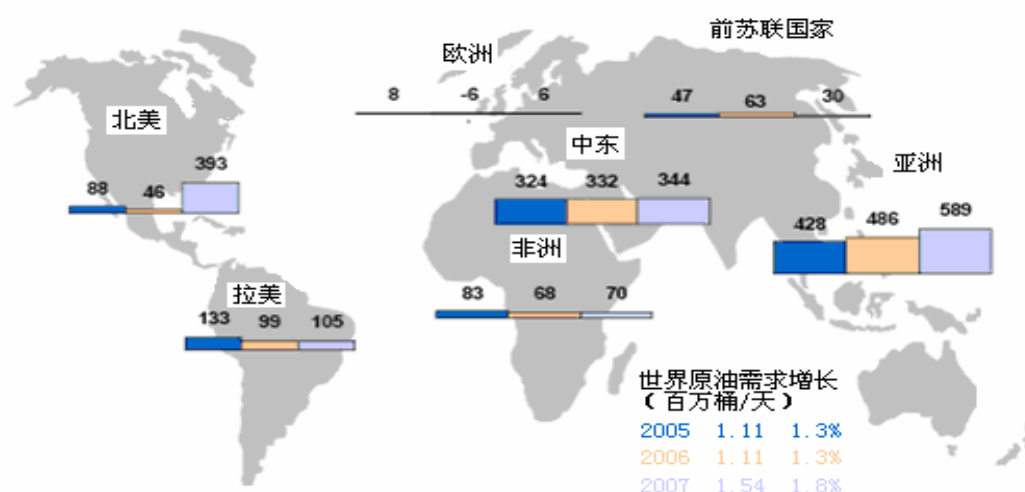 前苏联国家
欧洲
8 -6 6
47 63 30
北美
中东
亚洲
393
88 46
324 332 344
428 486 589
非洲
拉美
83 68 70
133 99 105
世界原油需求增长
（百万桶/天）
2005 1.11 1.3%
2006 1.11 1.3%
2007 1.54 1.8%